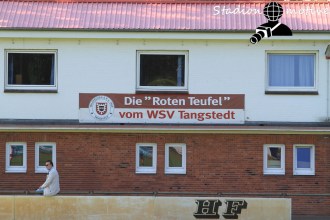 Stadion
Die "Roten Teufel"
vom WSV Tangstedt
HF